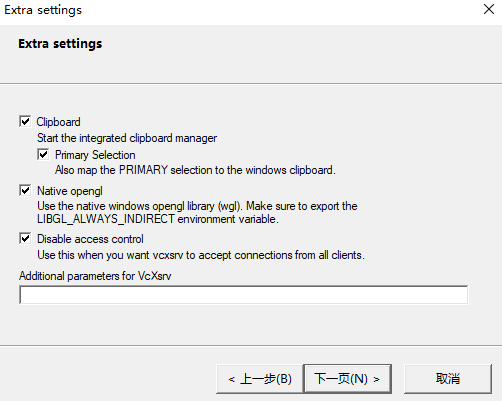 Extra settings
Extra settings
Clipboard
Start the integrated clipboard manager
Primary Selection
Also map the PRIMARY selection to the windows clipboard.
Native opengl
Use the native windows opengl library (wgl). Make sure to export the
LIBGL_ALWAYS_INDIRECT environment variable.
Disable access control
Use this when you want vcxsrv to accept connections from all clients.
Additional parameters for VcXsrv
< 上一步(B) 下一页(N) > 取消